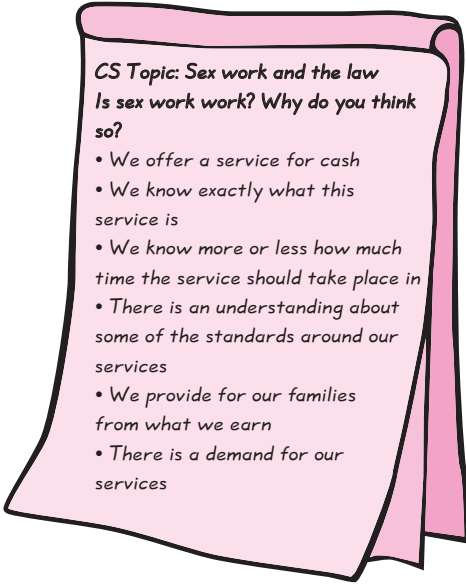 CS Topic: Sex work and the law
Is sex work work? Why do you think
so?
• We offer a service for cash
• We know exactly what this
service is
• We know more or less how much
time the service should take place in
• There is an understanding about
some of the standards around our
services
• We provide for our families
from what we earn
• There is a demand for our
services